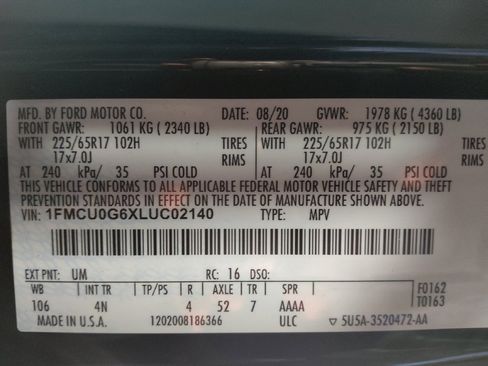 MFD. BY FORD MOTOR CO. DATE: 08/20 GVWR: 1978 KG (4360 LB)
FRONT GAWR: 1061 KG (2340 LB) REAR GAWR: 975 KG (2150 LB)
WITH 225/65R17 102H TIRES WITH 225/65R17 102H TIRES
17x7.0J RIMS 17x7.0J RIMS
AT 240 kPa/ 35 PSI COLD AT 240 kPa/ 35 PSI COLD
THIS VEHICLE CONFORMS TO ALL APPLICABLE FEDERAL MOTOR VEHICLE SAFETY AND THEFT
PREVENTION STANDARDS IN EFFECT ON THE DATE OF MANUFACTURE SHOWN ABOVE.
VIN: 1FMCU0G6XLUC02140 TYPE: MPV
EXT PNT: UM RC: 16 DSO:
WB INT TR TP/PS R AXLE TR SPR F0162
106 4N 4 52 7 AAAA T0163
MADE IN U.S.A. 1202008186366 ULC ▽ 5U5A-3520472-AA